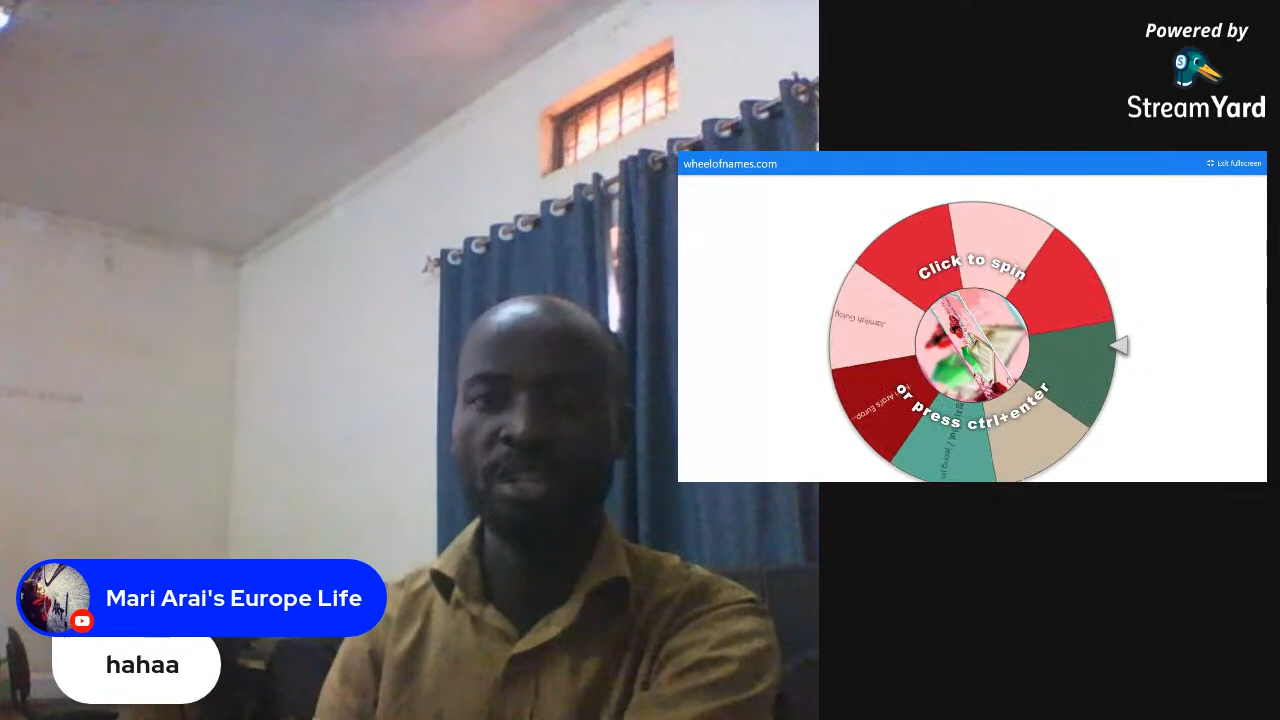 Powered by
StreamYard
wheelofnames.com
Exit fullscreen
Click to spin
or press ctrl+enter
Mari Arai's Europe Life
hahaa